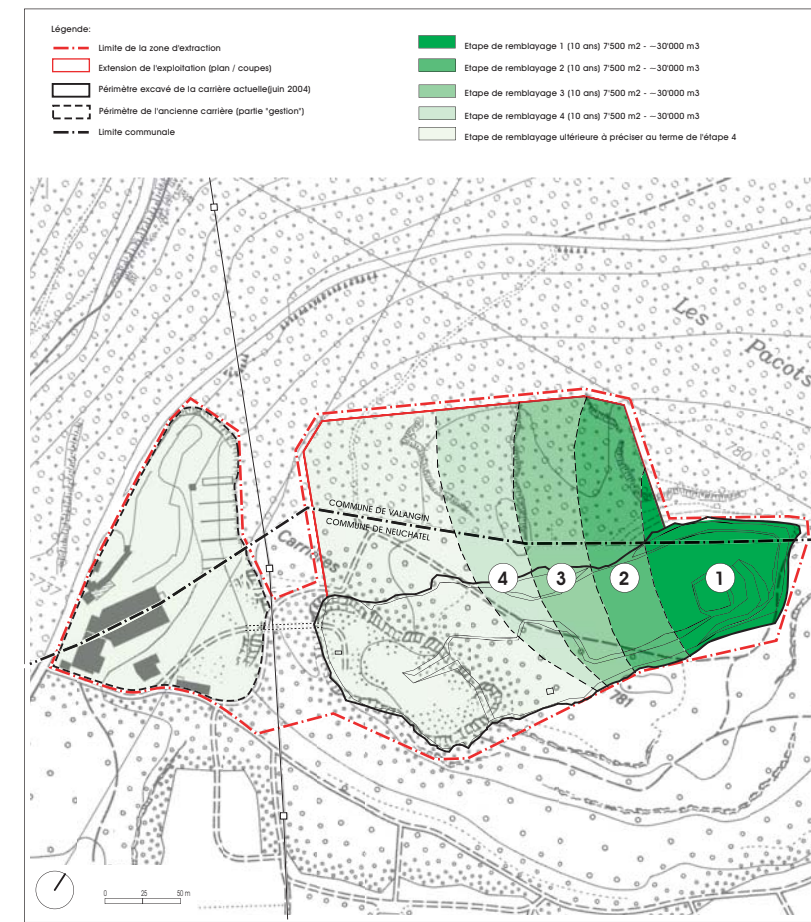 Légende:
Limite de la zone d'extraction
Extension de l'exploitation (plan / coupes)
Périmètre excavé de la carrière actuelle(juin 2004)
Périmètre de l'ancienne carrière (partie "gestion")
Limite communale
Etape de remblayage 1 (10 ans) 7'500 m2 - ~30'000 m3
Etape de remblayage 2 (10 ans) 7'500 m2 - ~30'000 m3
Etape de remblayage 3 (10 ans) 7'500 m2 - ~30'000 m3
Etape de remblayage 4 (10 ans) 7'500 m2 - ~30'000 m3
Etape de remblayage ultérieure à préciser au terme de l'étape 4
Les Pacots
COMMUNE DE VALANGIN
COMMUNE DE NEUCHATEL
Carrières
4
3
2
1
781
0 25 50 m